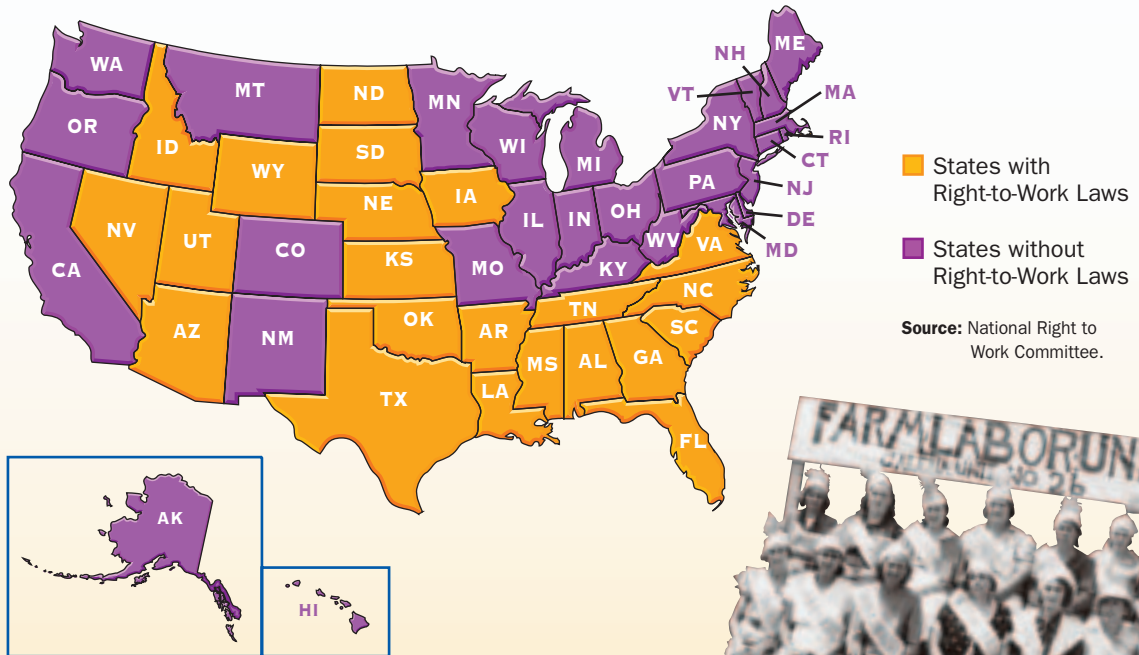 WA
MT
ND
MN
ME
NH
VT
MA
OR
ID
SD
WI
NY
RI
MI
CT
WY
PA
NJ
NE
IA
NV
UT
IL
IN
OH
DE
CO
WV
VA
MD
CA
KS
MO
KY
NC
TN
AZ
OK
AR
SC
NM
MS
AL
GA
TX
LA
FL
AK
HI
States with
Right-to-Work Laws
States without
Right-to-Work Laws
Source: National Right to
Work Committee.
FARM LABOR UN
NO 26